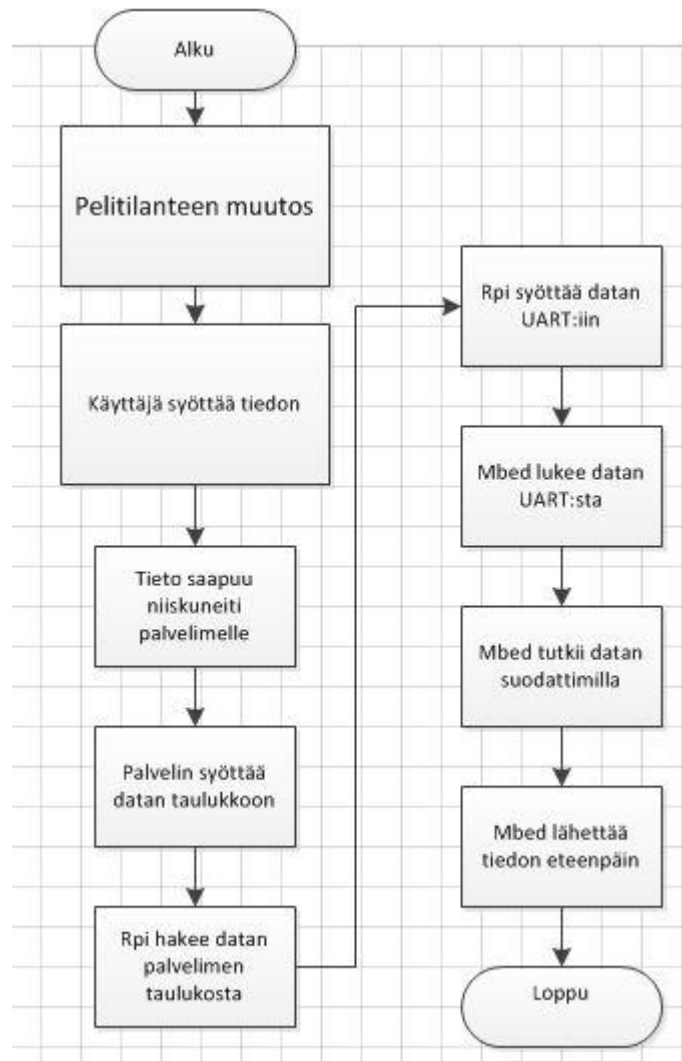 Alku
Pelitilanteen muutos
Käyttäjä syöttää tiedon
Tieto saapuu
niiskuneiti
palvelimelle
Palvelin syöttää
datan taulukkoon
Rpi hakee datan
palvelimen
taulukosta
Rpi syöttää datan
UART:iin
Mbed lukee datan
UART:sta
Mbed tutkii datan
suodattimilla
Mbed lähettää
tiedon eteenpäin
Loppu